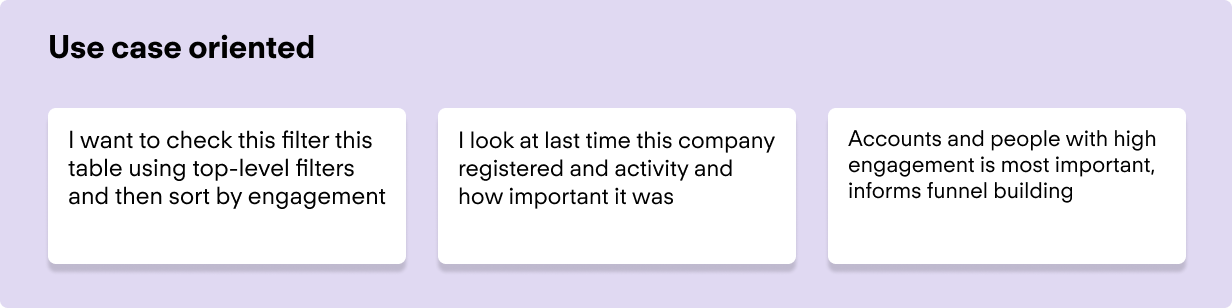 Use case oriented
I want to check this filter this
table using top-level filters
and then sort by engagement
I look at last time this company
registered and activity and
how important it was
Accounts and people with high
engagement is most important,
informs funnel building